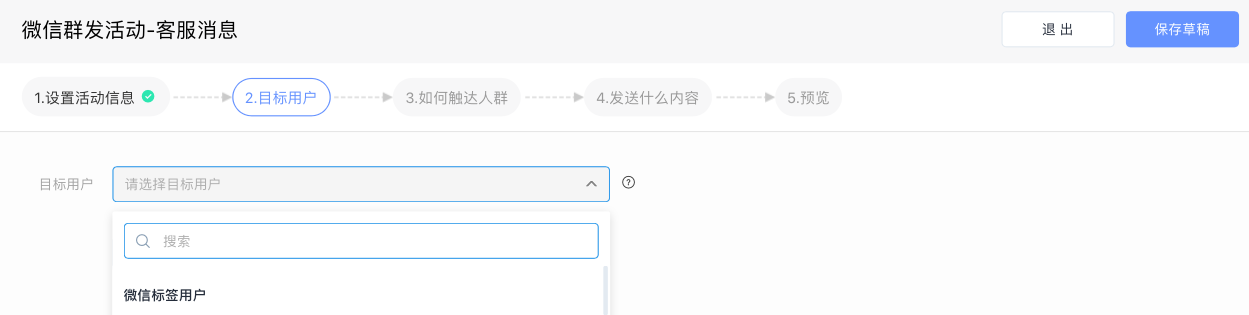 微信群发活动-客服消息
退 出
保存草稿
1.设置活动信息
2.目标用户
3.如何触达人群
4.发送什么内容
5.预览
目标用户
请选择目标用户
?
搜索
微信标签用户